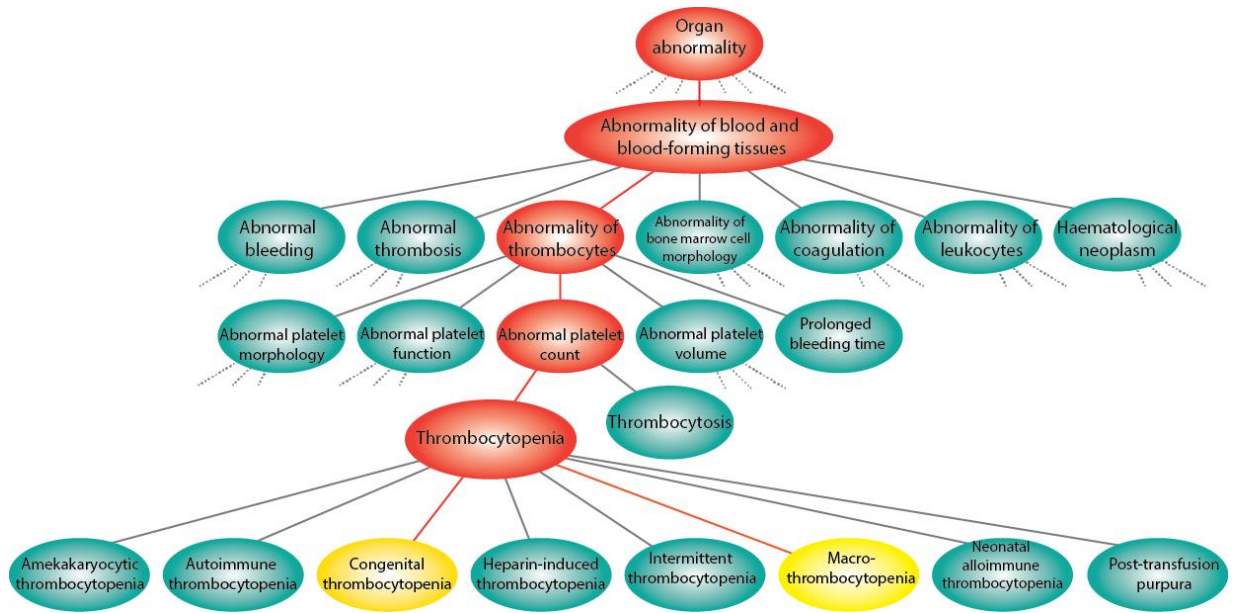 Organ
abnormality
Abnormality of blood and
blood-forming tissues
Abnormal
bleeding
Abnormal
thrombosis
Abnormality of
thrombocytes
Abnormality of
bone marrow cell
morphology
Abnormality of
coagulation
Abnormality of
leukocytes
Haematological
neoplasm
Abnormal platelet
morphology
Abnormal platelet
function
Abnormal platelet
count
Abnormal platelet
volume
Prolonged
bleeding time
Thrombocytosis
Thrombocytopenia
Amekakaryocytic
thrombocytopenia
Autoimmune
thrombocytopenia
Congenital
thrombocytopenia
Heparin-induced
thrombocytopenia
Intermittent
thrombocytopenia
Macro-
thrombocytopenia
Neonatal
alloimmune
thrombocytopenia
Post-transfusion
purpura